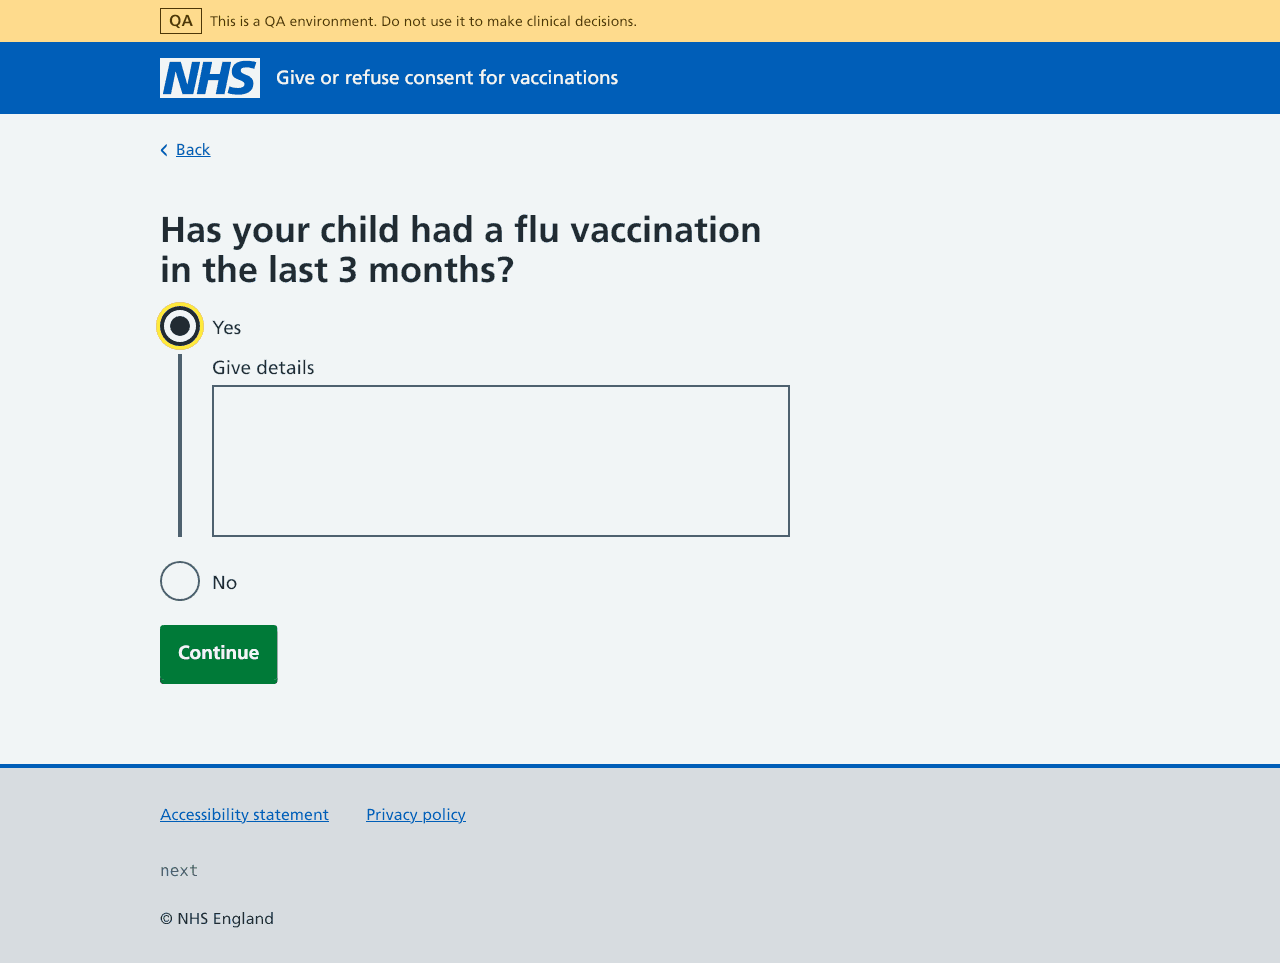 QA This is a QA environment. Do not use it to make clinical decisions.
NHS Give or refuse consent for vaccinations
Back
Has your child had a flu vaccination
in the last 3 months?
Yes
Give details
No
Continue
Accessibility statement Privacy policy
next
© NHS England